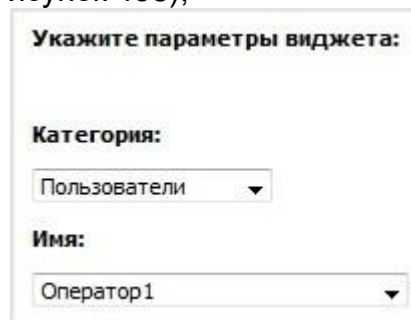 Укажите параметры виджета:
Категория:
Пользователи
Имя:
Оператор1